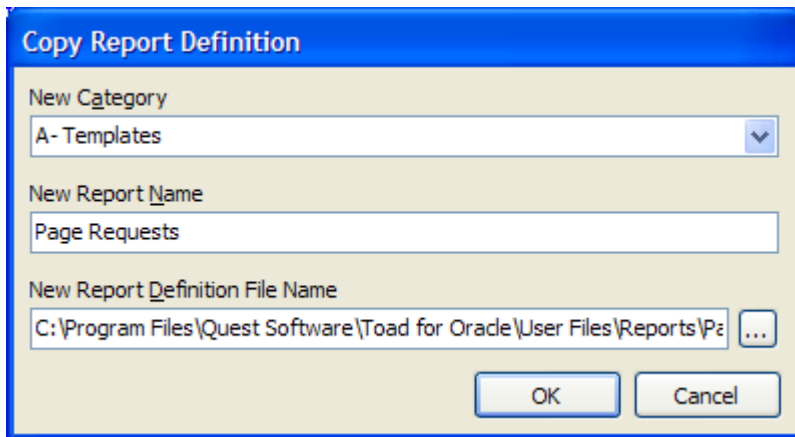 Copy Report Definition
New Category
A- Templates
New Report Name
Page Requests
New Report Definition File Name
C:\Program Files\Quest Software\Toad for Oracle\User Files\Reports\Pa
...
OK Cancel